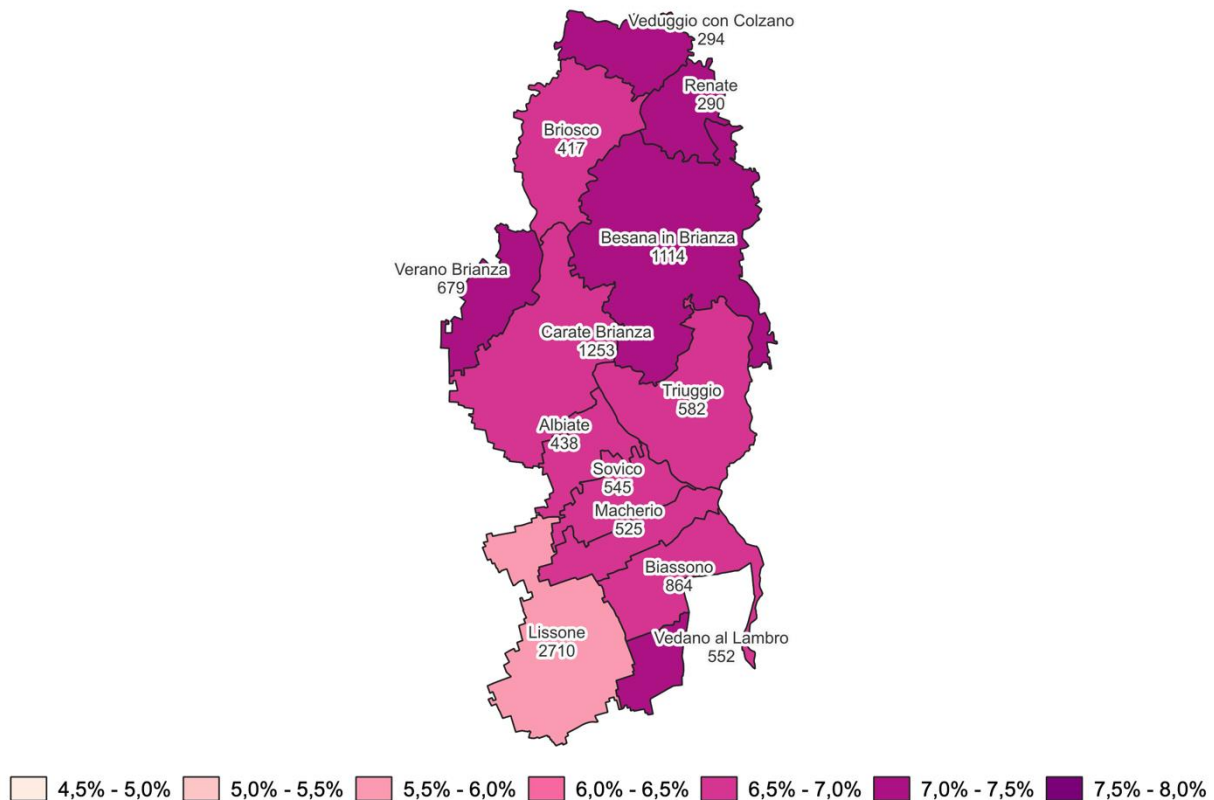 Veduggio con Colzano
294
Renate
290
Briosco
417
Besana in Brianza
1114
Verano Brianza
679
Carate Brianza
1253
Triuggio
582
Albiate
438
Sovico
545
Macherio
525
Biassono
864
Lissone
2710
Vedano al Lambro
552
4,5% - 5,0% 5,0% - 5,5% 5,5% - 6,0% 6,0% - 6,5% 6,5% - 7,0% 7,0% - 7,5% 7,5% - 8,0%